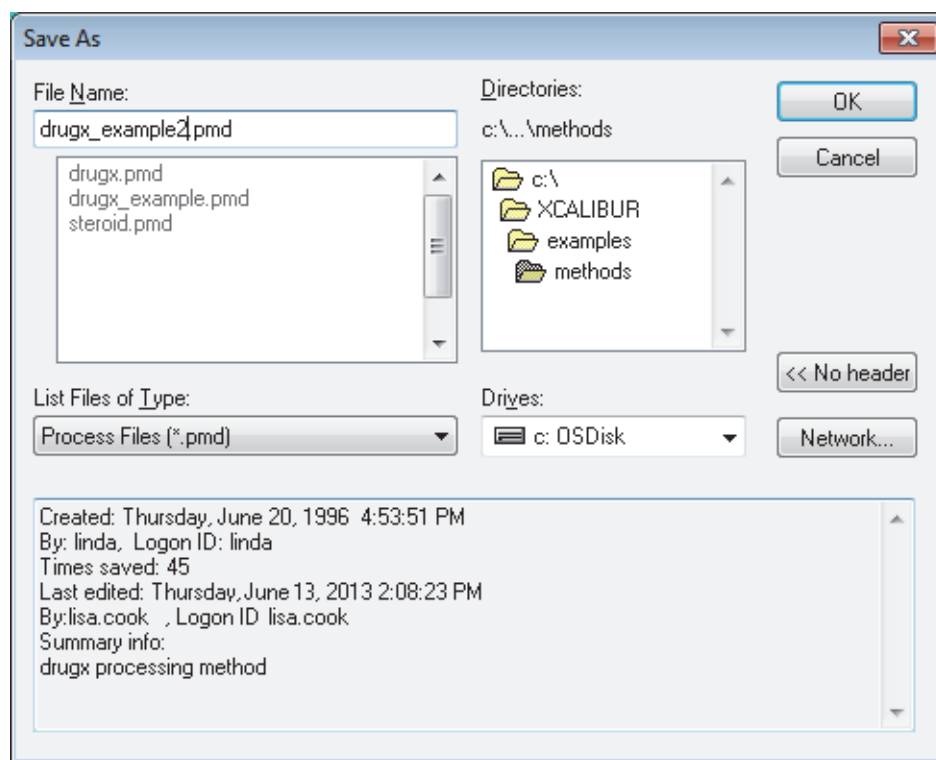 Save As
File Name:
drugx_example2.pmd
drugx.pmd
drugx_example.pmd
steroid.pmd
List Files of Type:
Process Files (*.pmd)
Directories:
c:\...\methods
c:\
XCALIBUR
examples
methods
Drives:
c: OSDisk
OK
Cancel
<< No header
Network...
Created: Thursday, June 20, 1996  4:53:51 PM
By: linda,  Logon ID: linda
Times saved: 45
Last edited: Thursday, June 13, 2013 2:08:23 PM
By:lisa.cook   , Logon ID  lisa.cook
Summary info:
drugx processing method